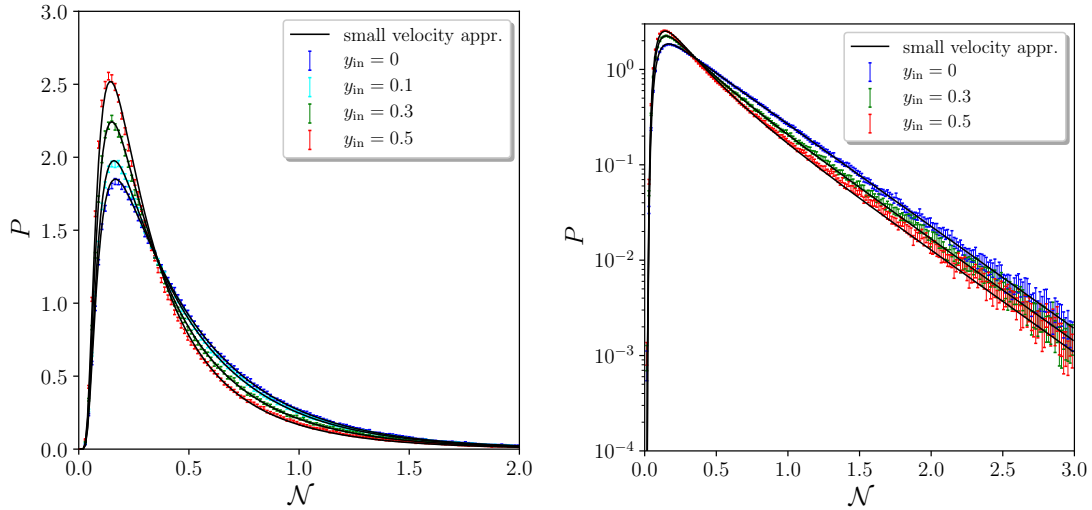 3.0
2.5
2.0
1.5
1.0
0.5
0.0
P
0.0 0.5 1.0 1.5 2.0
𝒩
small velocity appr.
y_in = 0
y_in = 0.1
y_in = 0.3
y_in = 0.5
10^0
10^−1
10^−2
10^−3
10^−4
P
0.0 0.5 1.0 1.5 2.0 2.5 3.0
𝒩
small velocity appr.
y_in = 0
y_in = 0.3
y_in = 0.5